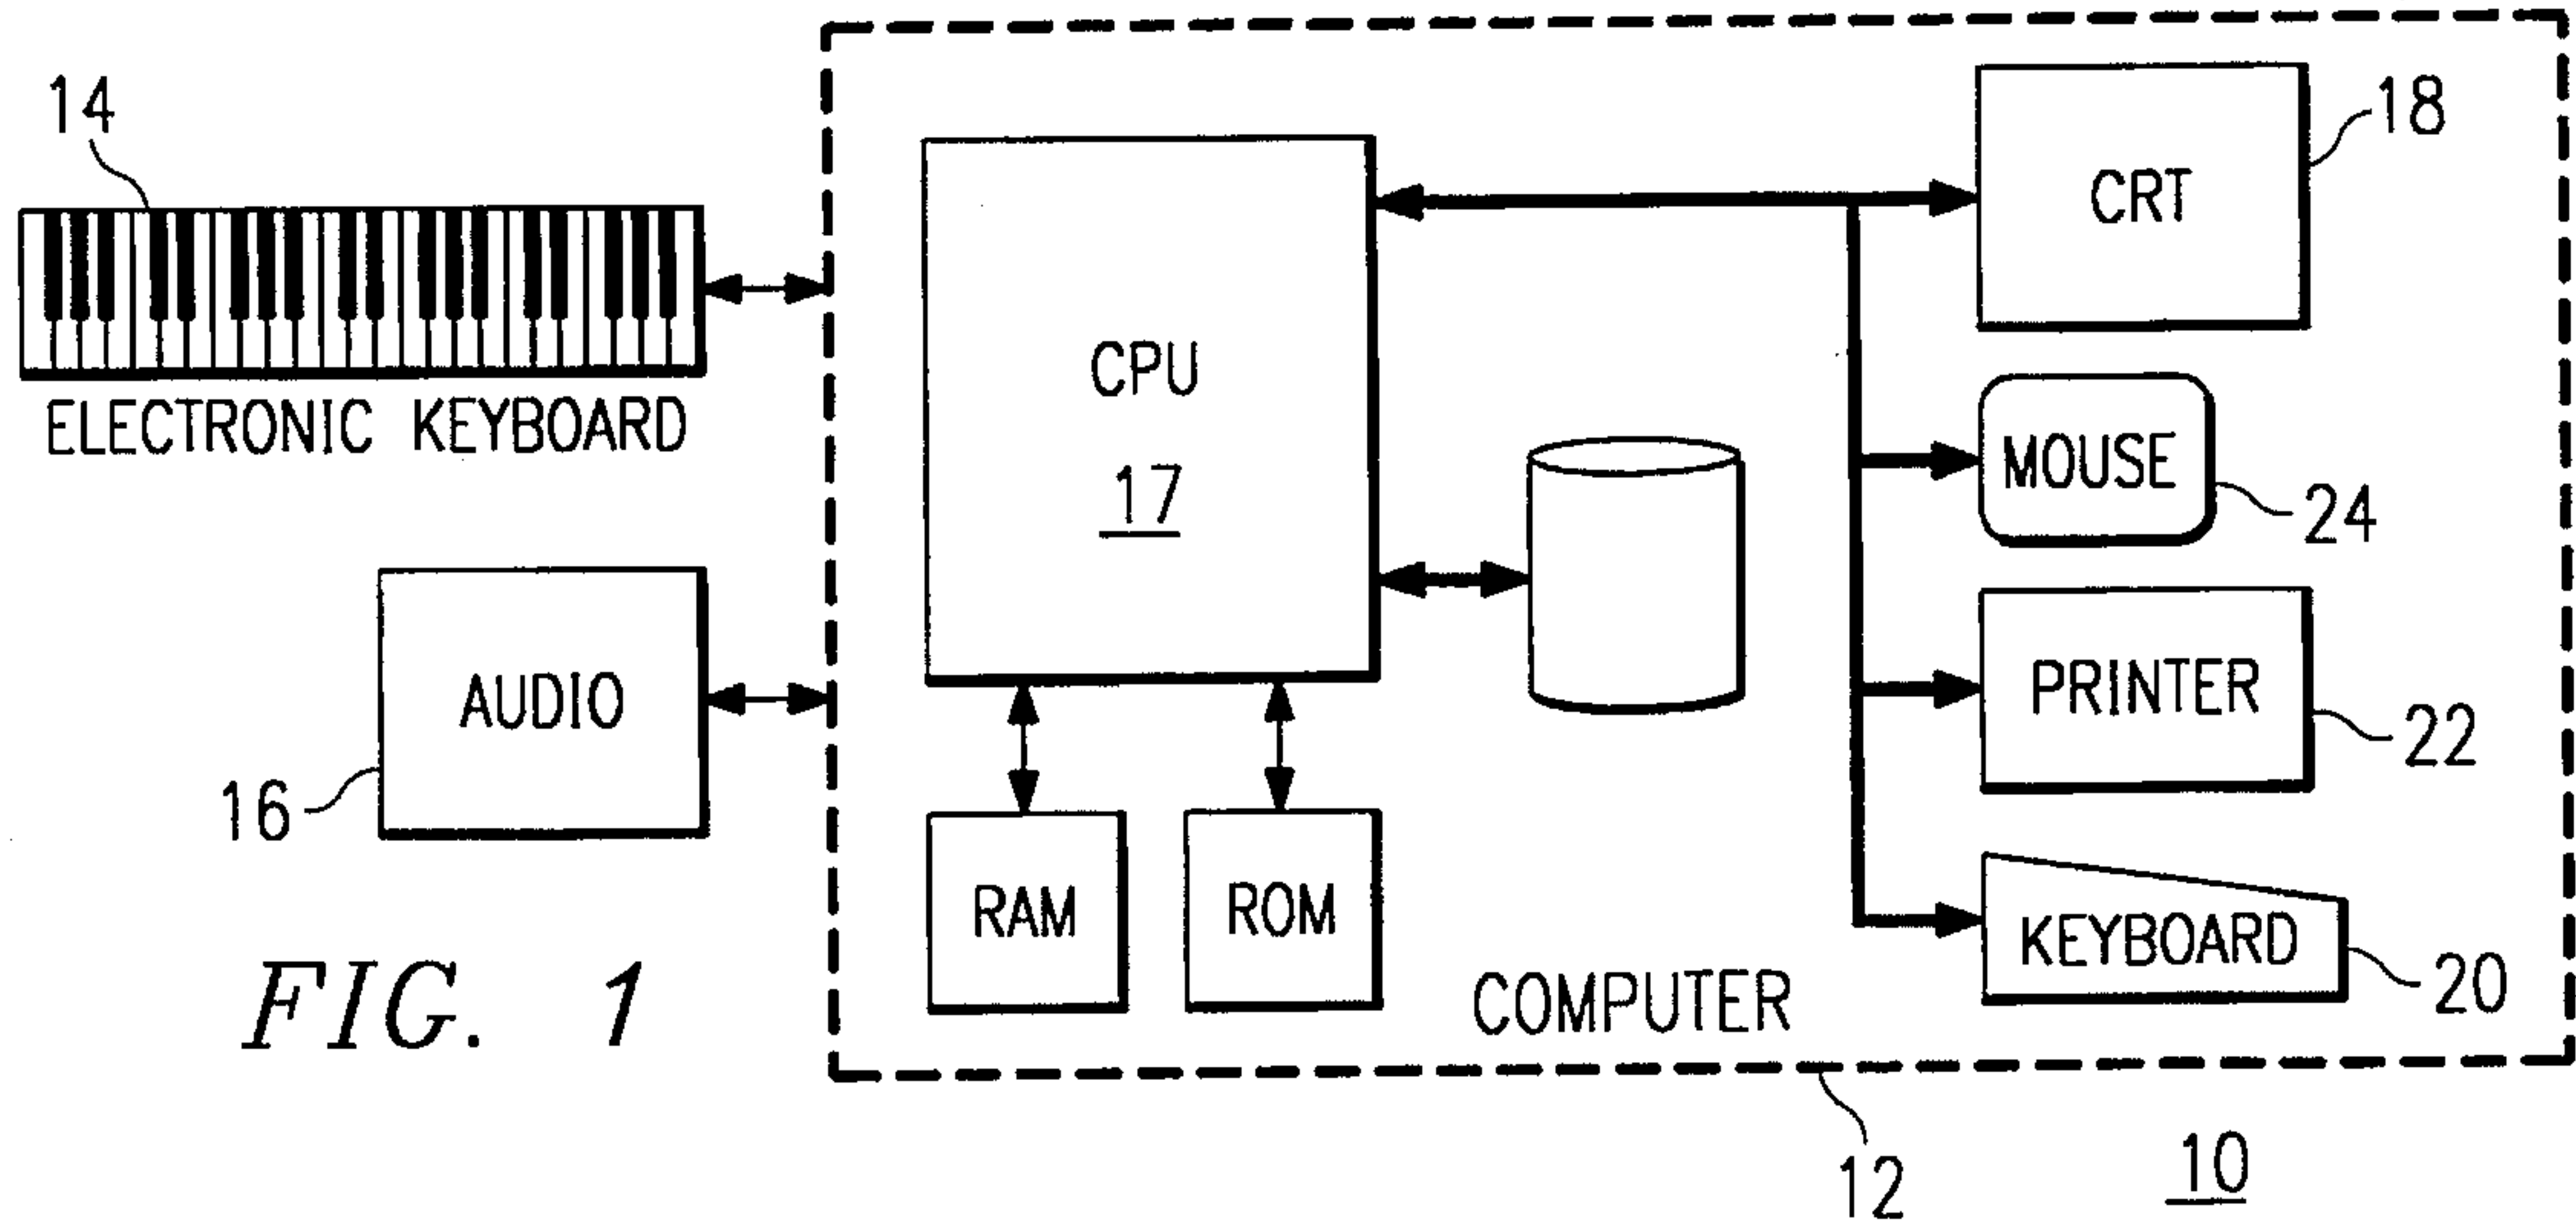 14
ELECTRONIC KEYBOARD
AUDIO
16
FIG. 1
CPU
17
RAM
ROM
COMPUTER
CRT
18
MOUSE
24
PRINTER
22
KEYBOARD
20
12
10